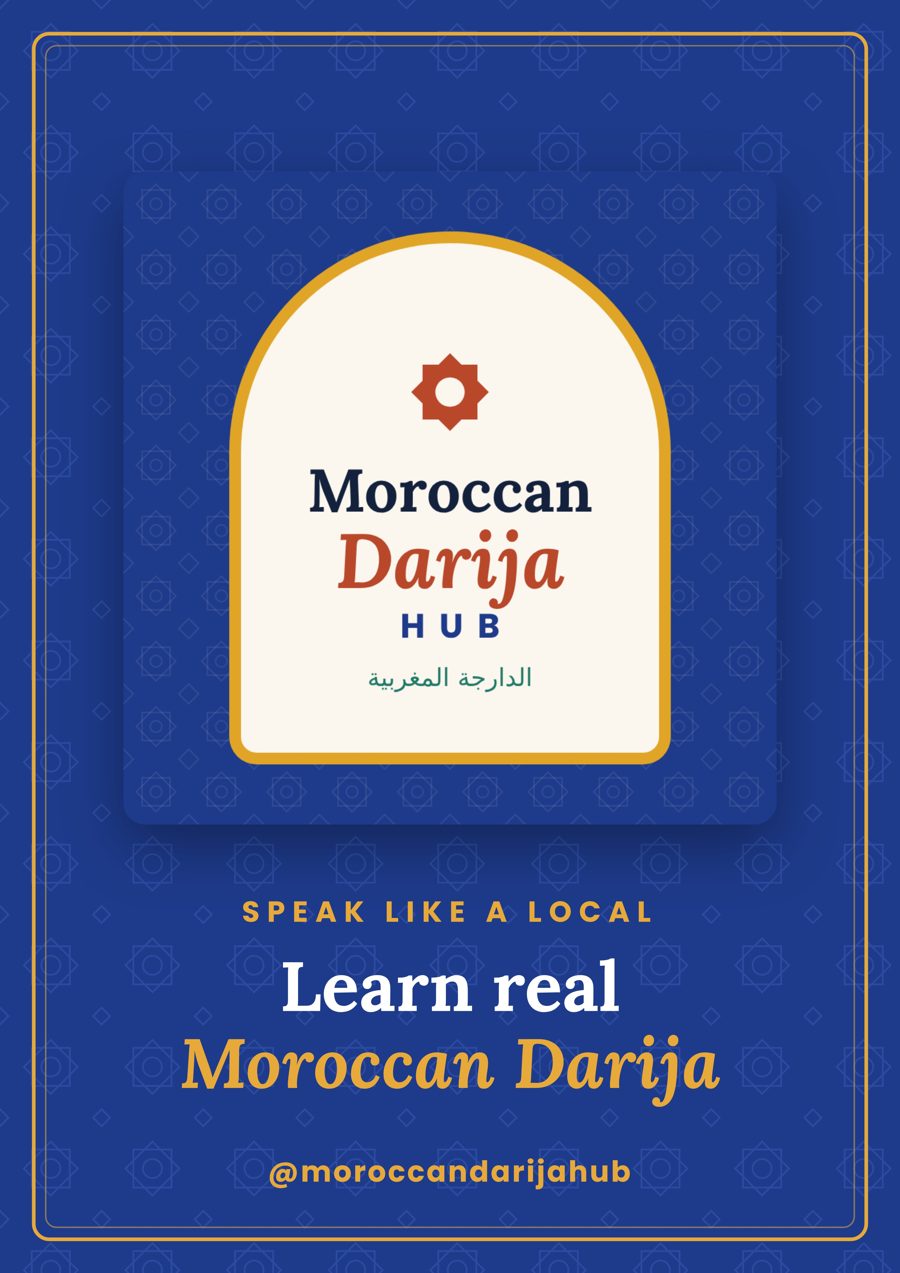 Moroccan
Darija
HUB
الدارجة المغربية
SPEAK LIKE A LOCAL
Learn real
Moroccan Darija
@moroccandarijahub